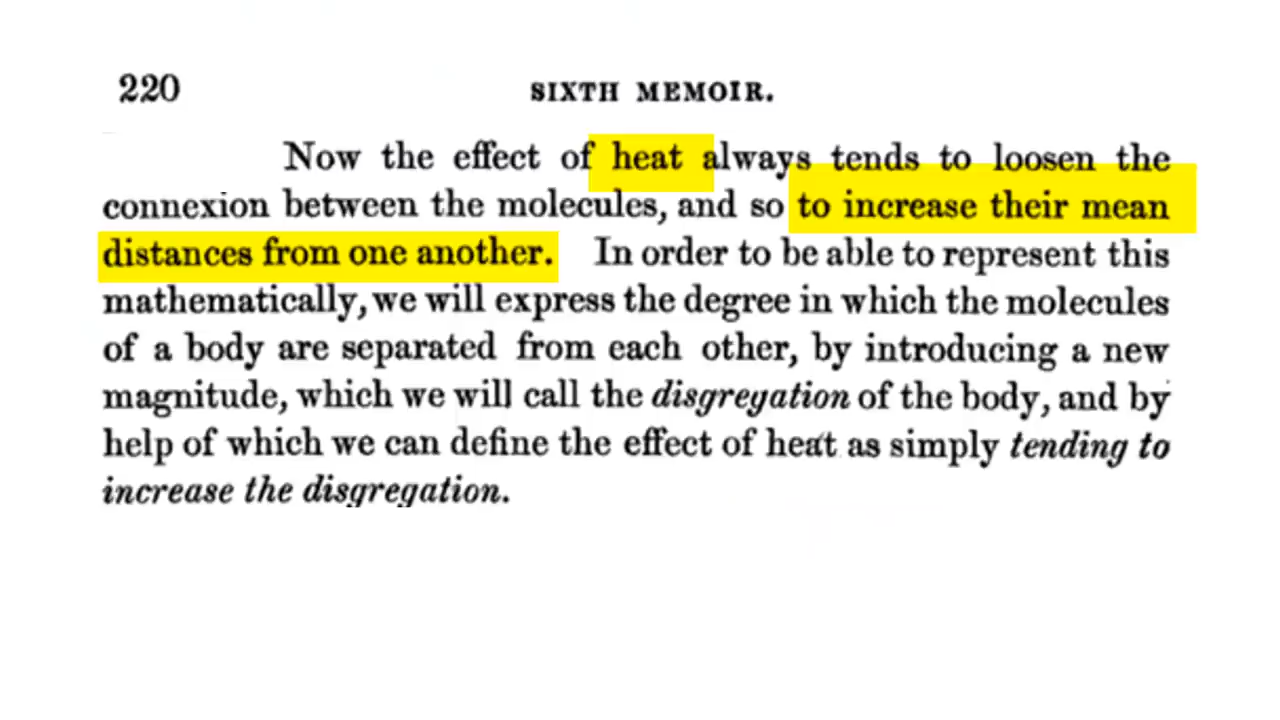 220
SIXTH MEMOIR.
Now the effect of heat always tends to loosen the
connexion between the molecules, and so to increase their mean
distances from one another. In order to be able to represent this
mathematically, we will express the degree in which the molecules
of a body are separated from each other, by introducing a new
magnitude, which we will call the disgregation of the body, and by
help of which we can define the effect of heat as simply tending to
increase the disgregation.